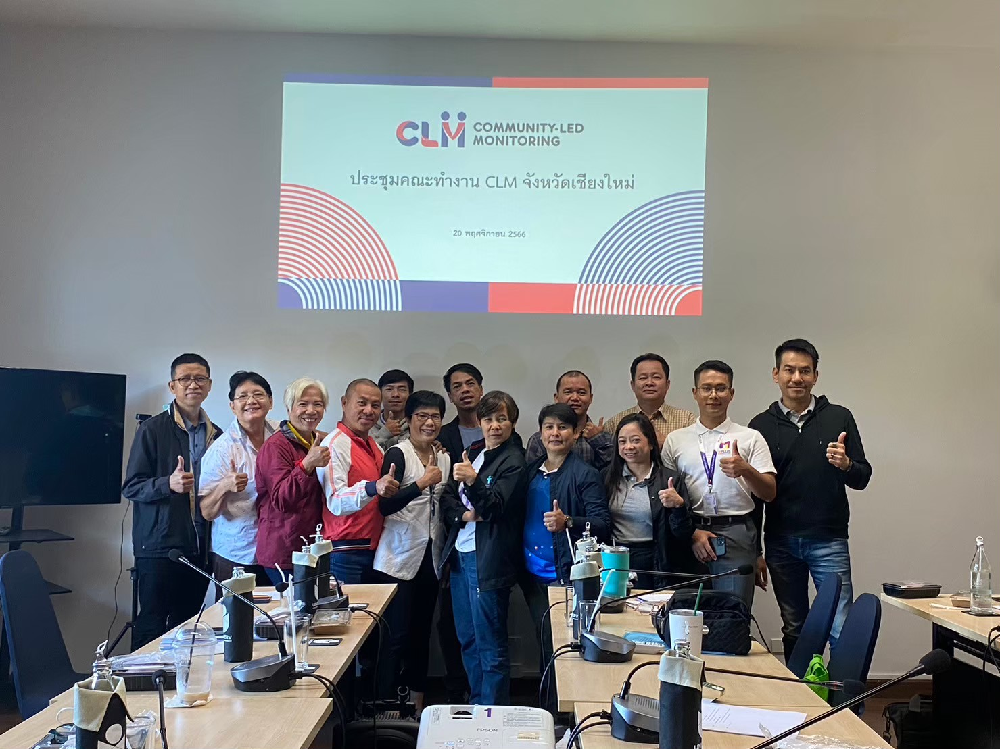 CLM COMMUNITY-LED
MONITORING
ประชุมคณะทำงาน CLM จังหวัดเชียงใหม่
20 พฤศจิกายน 2566
PLUS
1
EPSON